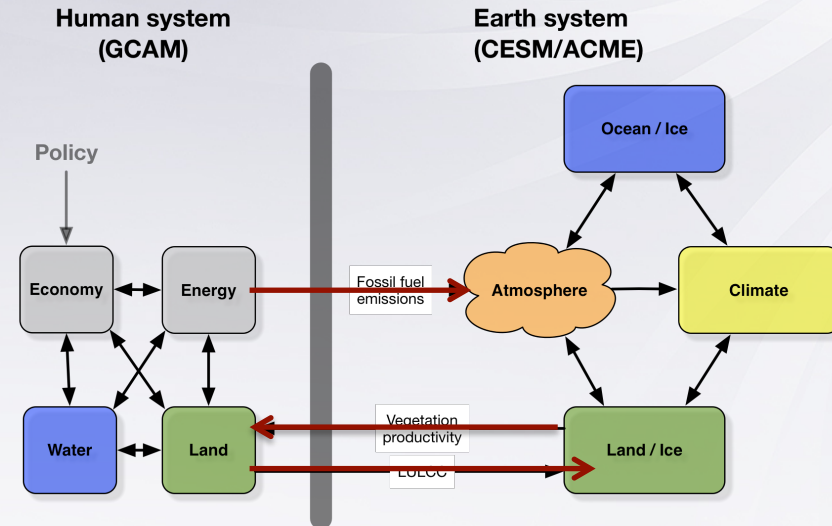 Human system
(GCAM)
Earth system
(CESM/ACME)
Ocean / Ice
Policy
Economy
Energy
Fossil fuel
emissions
Atmosphere
Climate
Vegetation
productivity
Water
Land
LULCC
Land / Ice